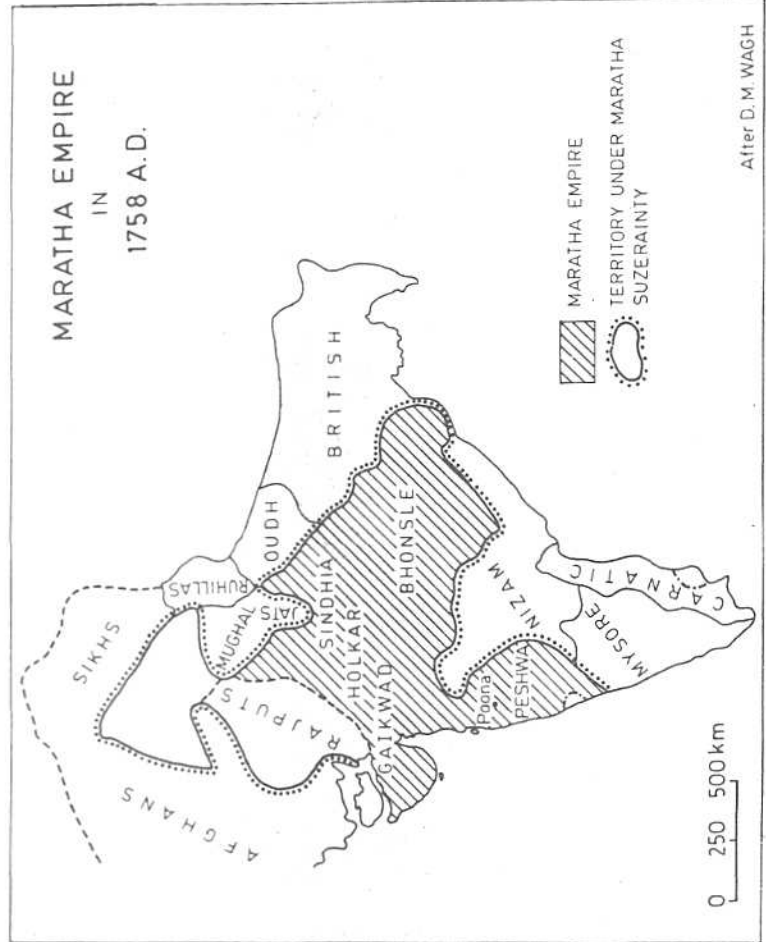 MARATHA EMPIRE
IN
1758 A.D.
SIKHS
AFGHANS
RUHILLAS
MUGHAL
JATS
RAJPUTS
OUDH
BRITISH
SINDHIA
HOLKAR
GAIKWAD
BHONSLE
Poona
PESHWA
NIZAM
MYSORE
CARNATIC
MARATHA EMPIRE
TERRITORY UNDER MARATHA
SUZERAINTY
0 250 500 km
After D. M. WAGH